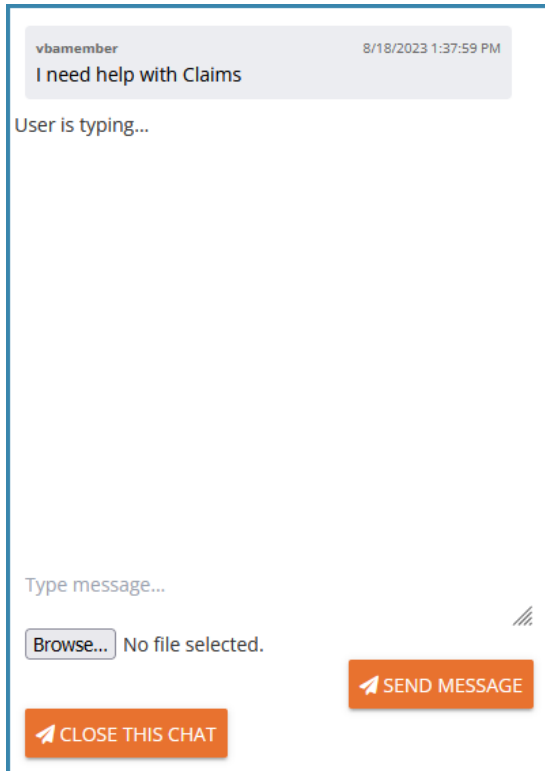 vbamember 8/18/2023 1:37:59 PM
I need help with Claims
User is typing...
Type message...
Browse... No file selected.
SEND MESSAGE
CLOSE THIS CHAT